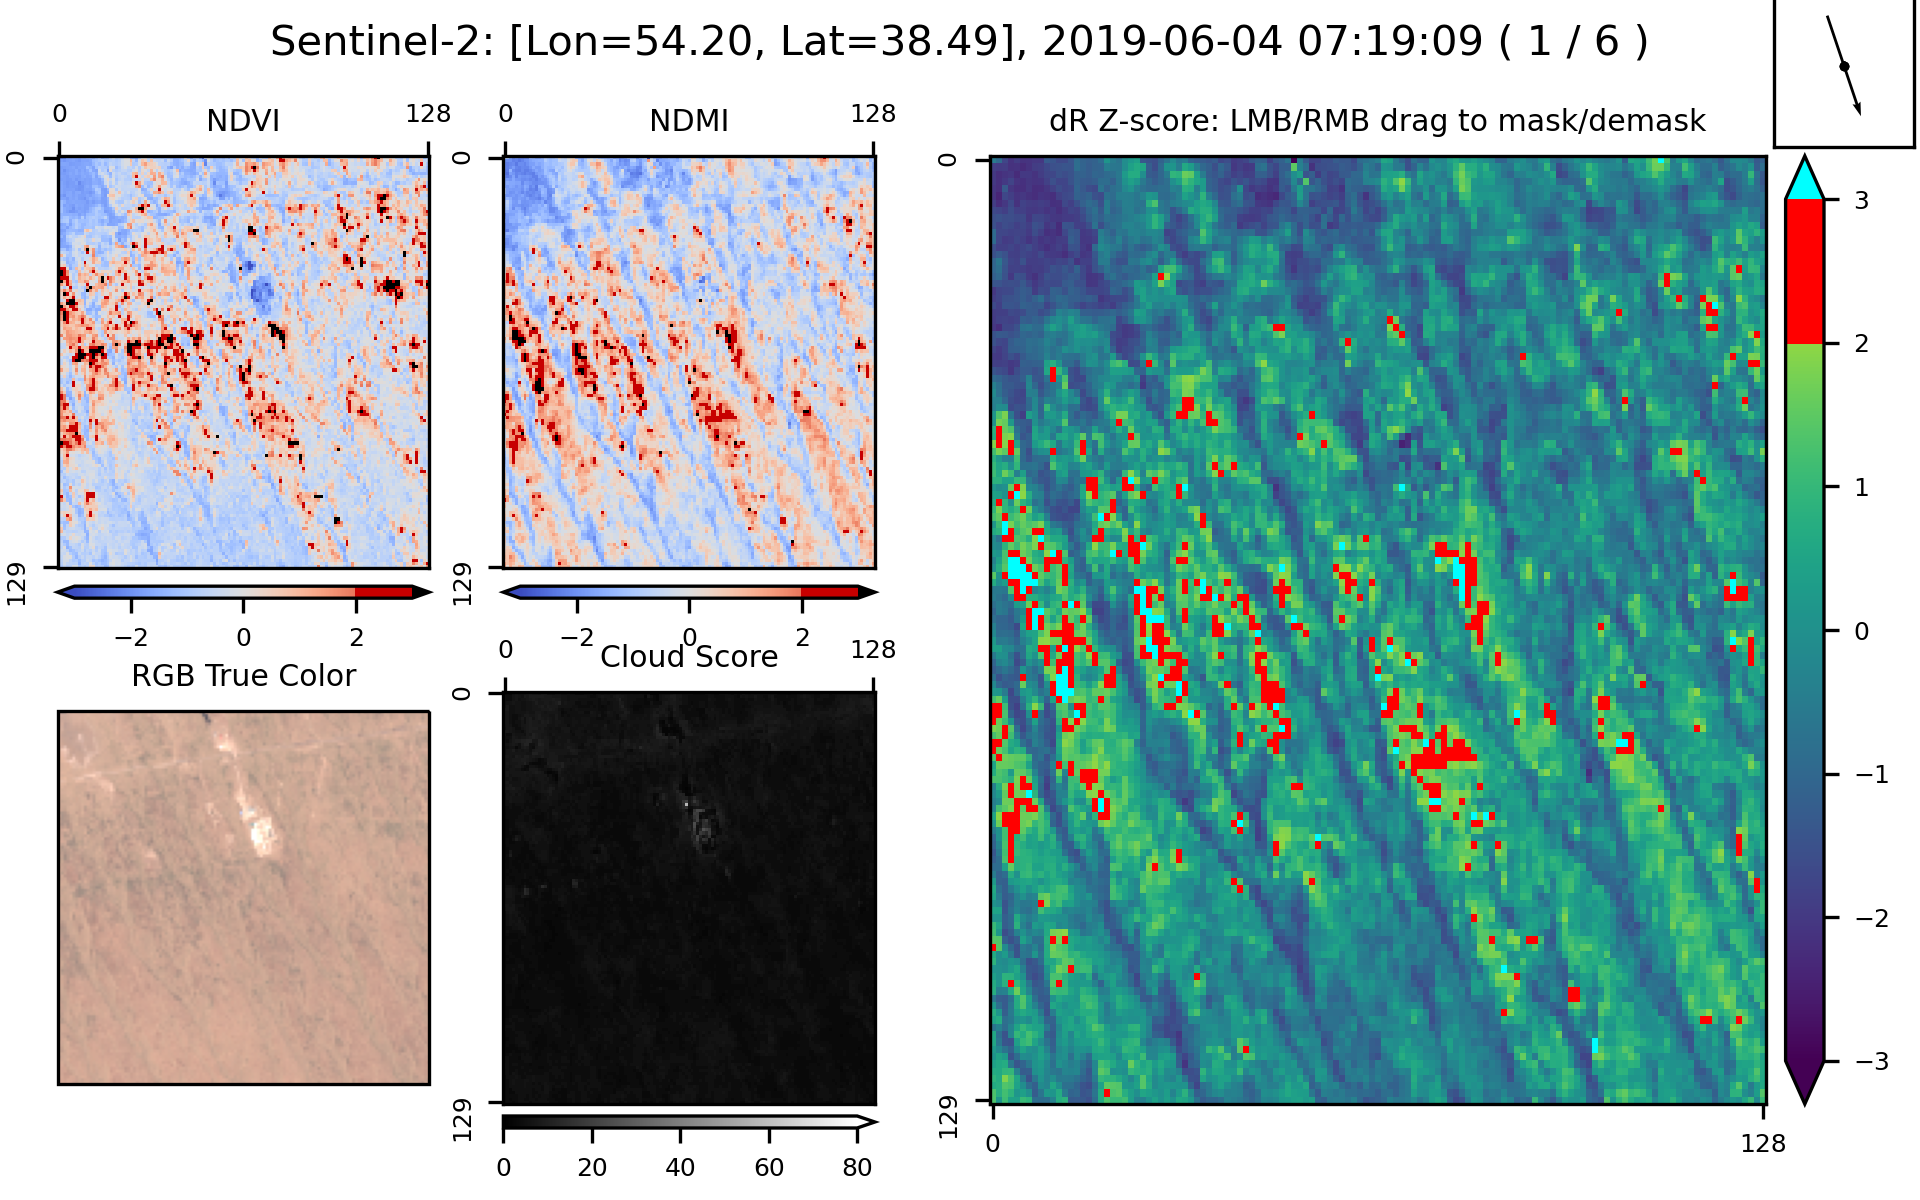 Sentinel-2: [Lon=54.20, Lat=38.49], 2019-06-04 07:19:09 ( 1 / 6 )
NDVI
0 128
0
129
−2 0 2
NDMI
0 128
0
129
−2 0 2
dR Z-score: LMB/RMB drag to mask/demask
0
129
0 128
3
2
1
0
−1
−2
−3
RGB True Color
Cloud Score
0 128
0
129
0 20 40 60 80